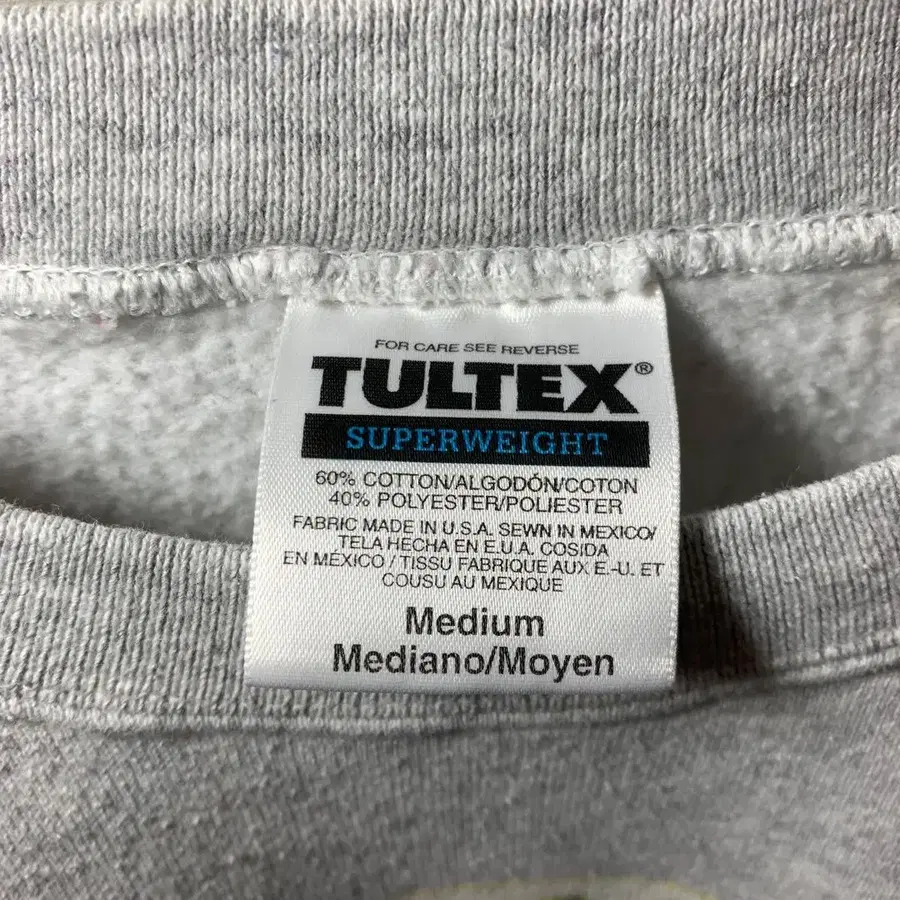 FOR CARE SEE REVERSE
TULTEX®
SUPERWEIGHT
60% COTTON/ALGODÓN/COTON
40% POLYESTER/POLIESTER
FABRIC MADE IN U.S.A. SEWN IN MEXICO/
TELA HECHA EN E.U.A. COSIDA
EN MEXICO / TISSU FABRIQUE AUX E.-U. ET
COUSU AU MEXIQUE
Medium
Mediano/Moyen